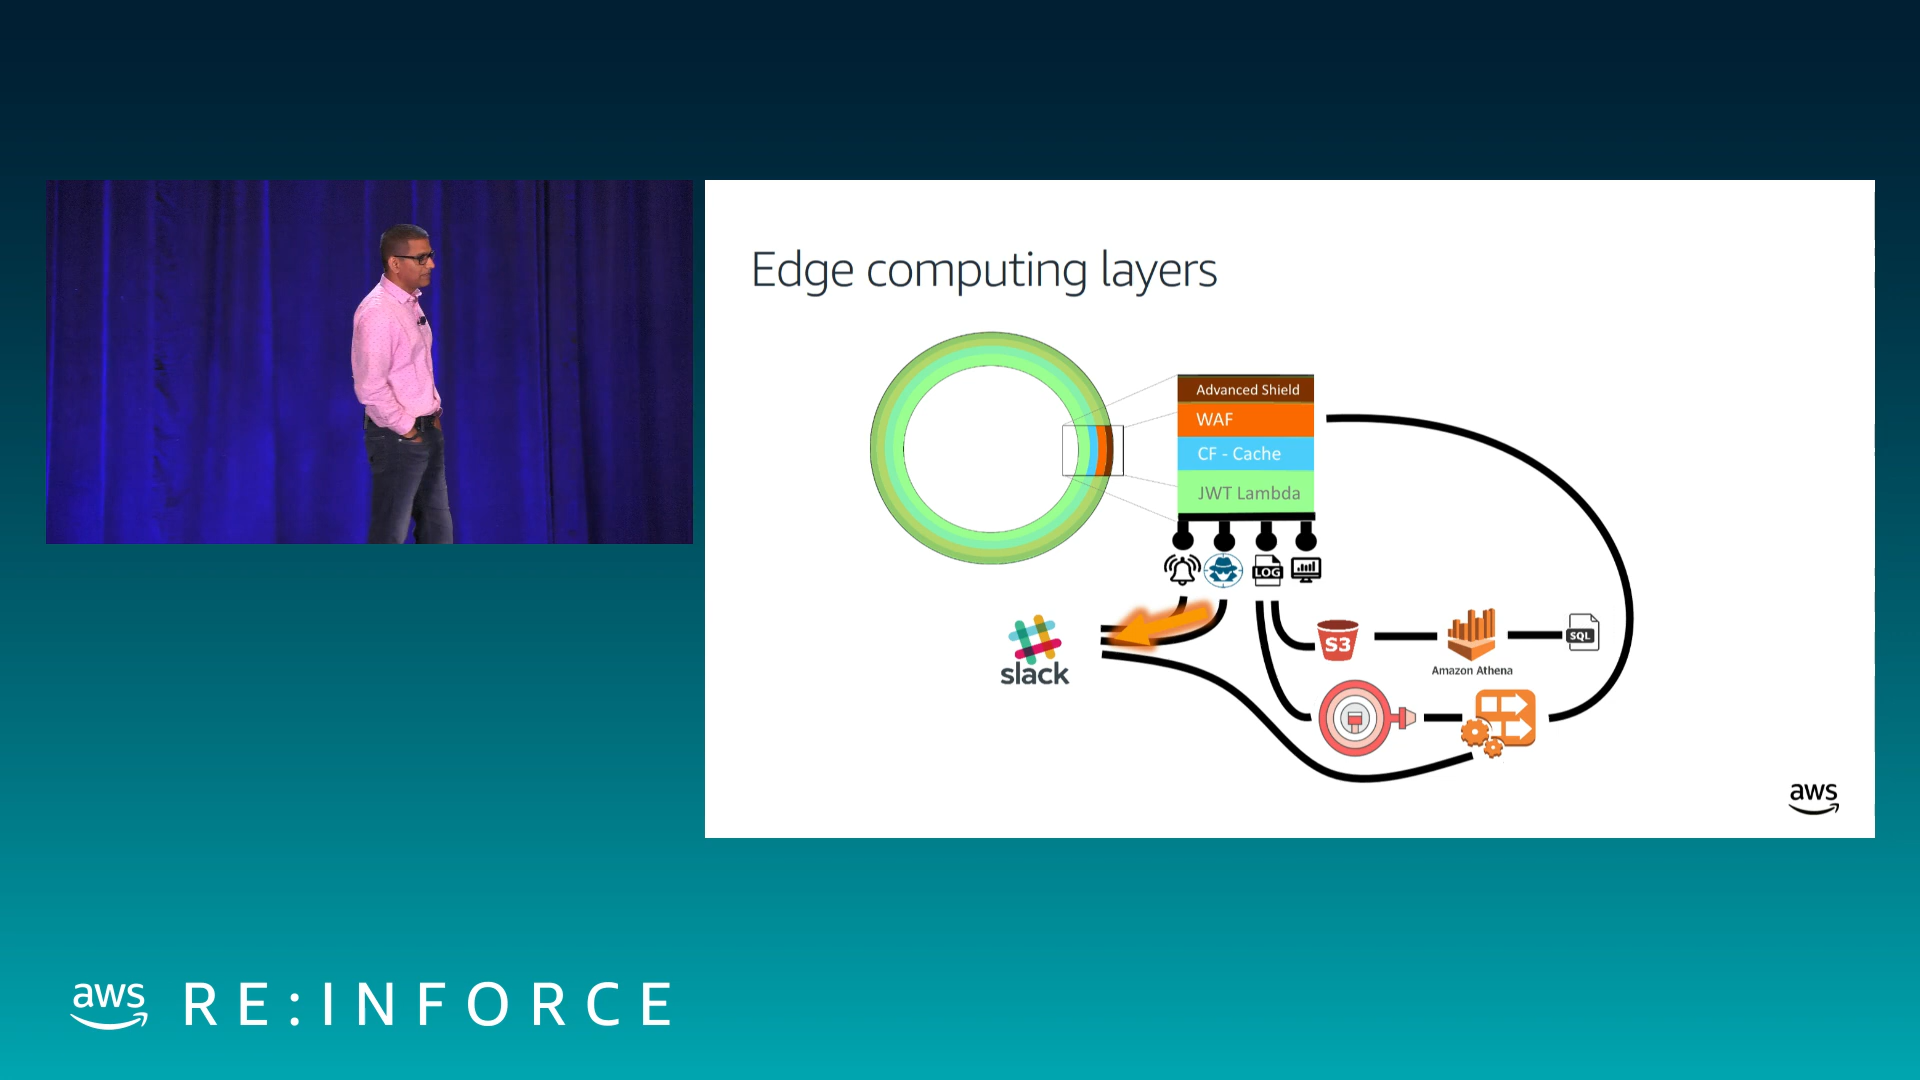 Edge computing layers
Advanced Shield
WAF
CF - Cache
JWT Lambda
LOG
slack
S3
Amazon Athena
SQL
aws
aws RE:INFORCE